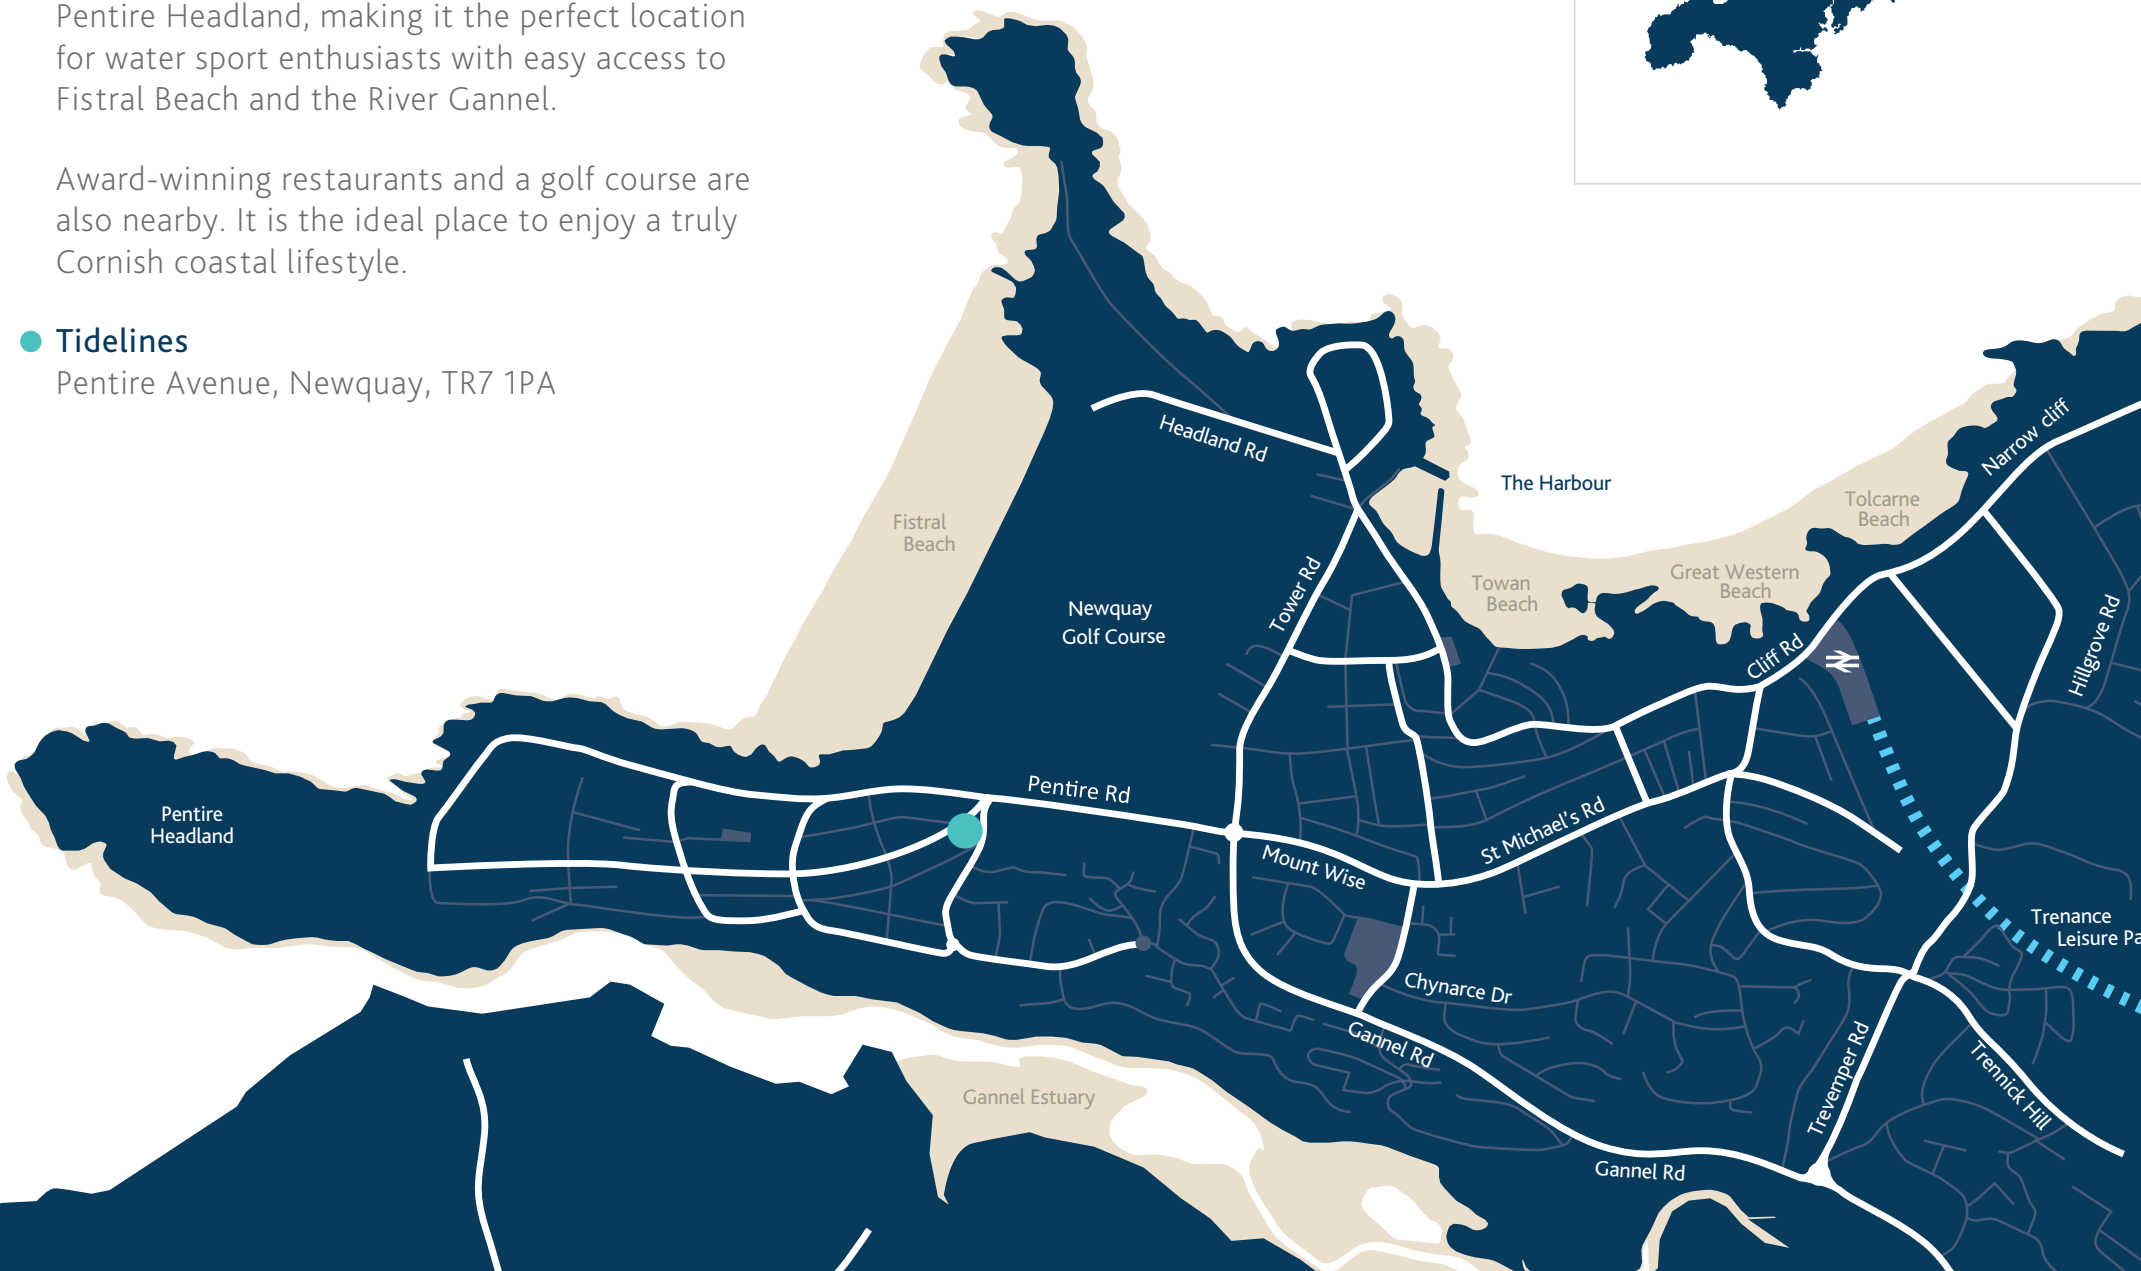 Pentire Headland, making it the perfect location
for water sport enthusiasts with easy access to
Fistral Beach and the River Gannel.
Award-winning restaurants and a golf course are
also nearby. It is the ideal place to enjoy a truly
Cornish coastal lifestyle.
Tidelines
Pentire Avenue, Newquay, TR7 1PA
Headland Rd
Narrow cliff
The Harbour
Tolcarne
Beach
Fistral
Beach
Towan
Beach
Great Western
Beach
Tower Rd
Newquay
Golf Course
Cliff Rd
Hillgrove Rd
Pentire Rd
Pentire
Headland
St Michael's Rd
Mount Wise
Trenance
Leisure Pa
Chynarce Dr
Gannel Rd
Trevemper Rd
Trennick Hill
Gannel Estuary
Gannel Rd